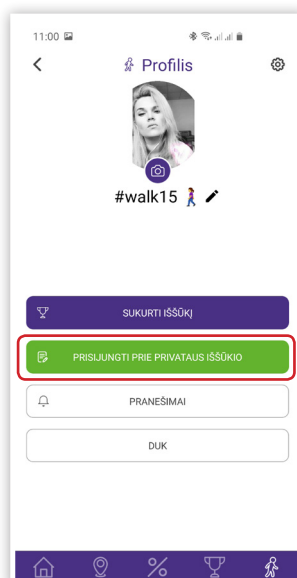 11:00
Profilis
#walk15
SUKURTI IŠŠŪKĮ
PRISIJUNGTI PRIE PRIVATAUS IŠŠŪKIO
PRANEŠIMAI
DUK